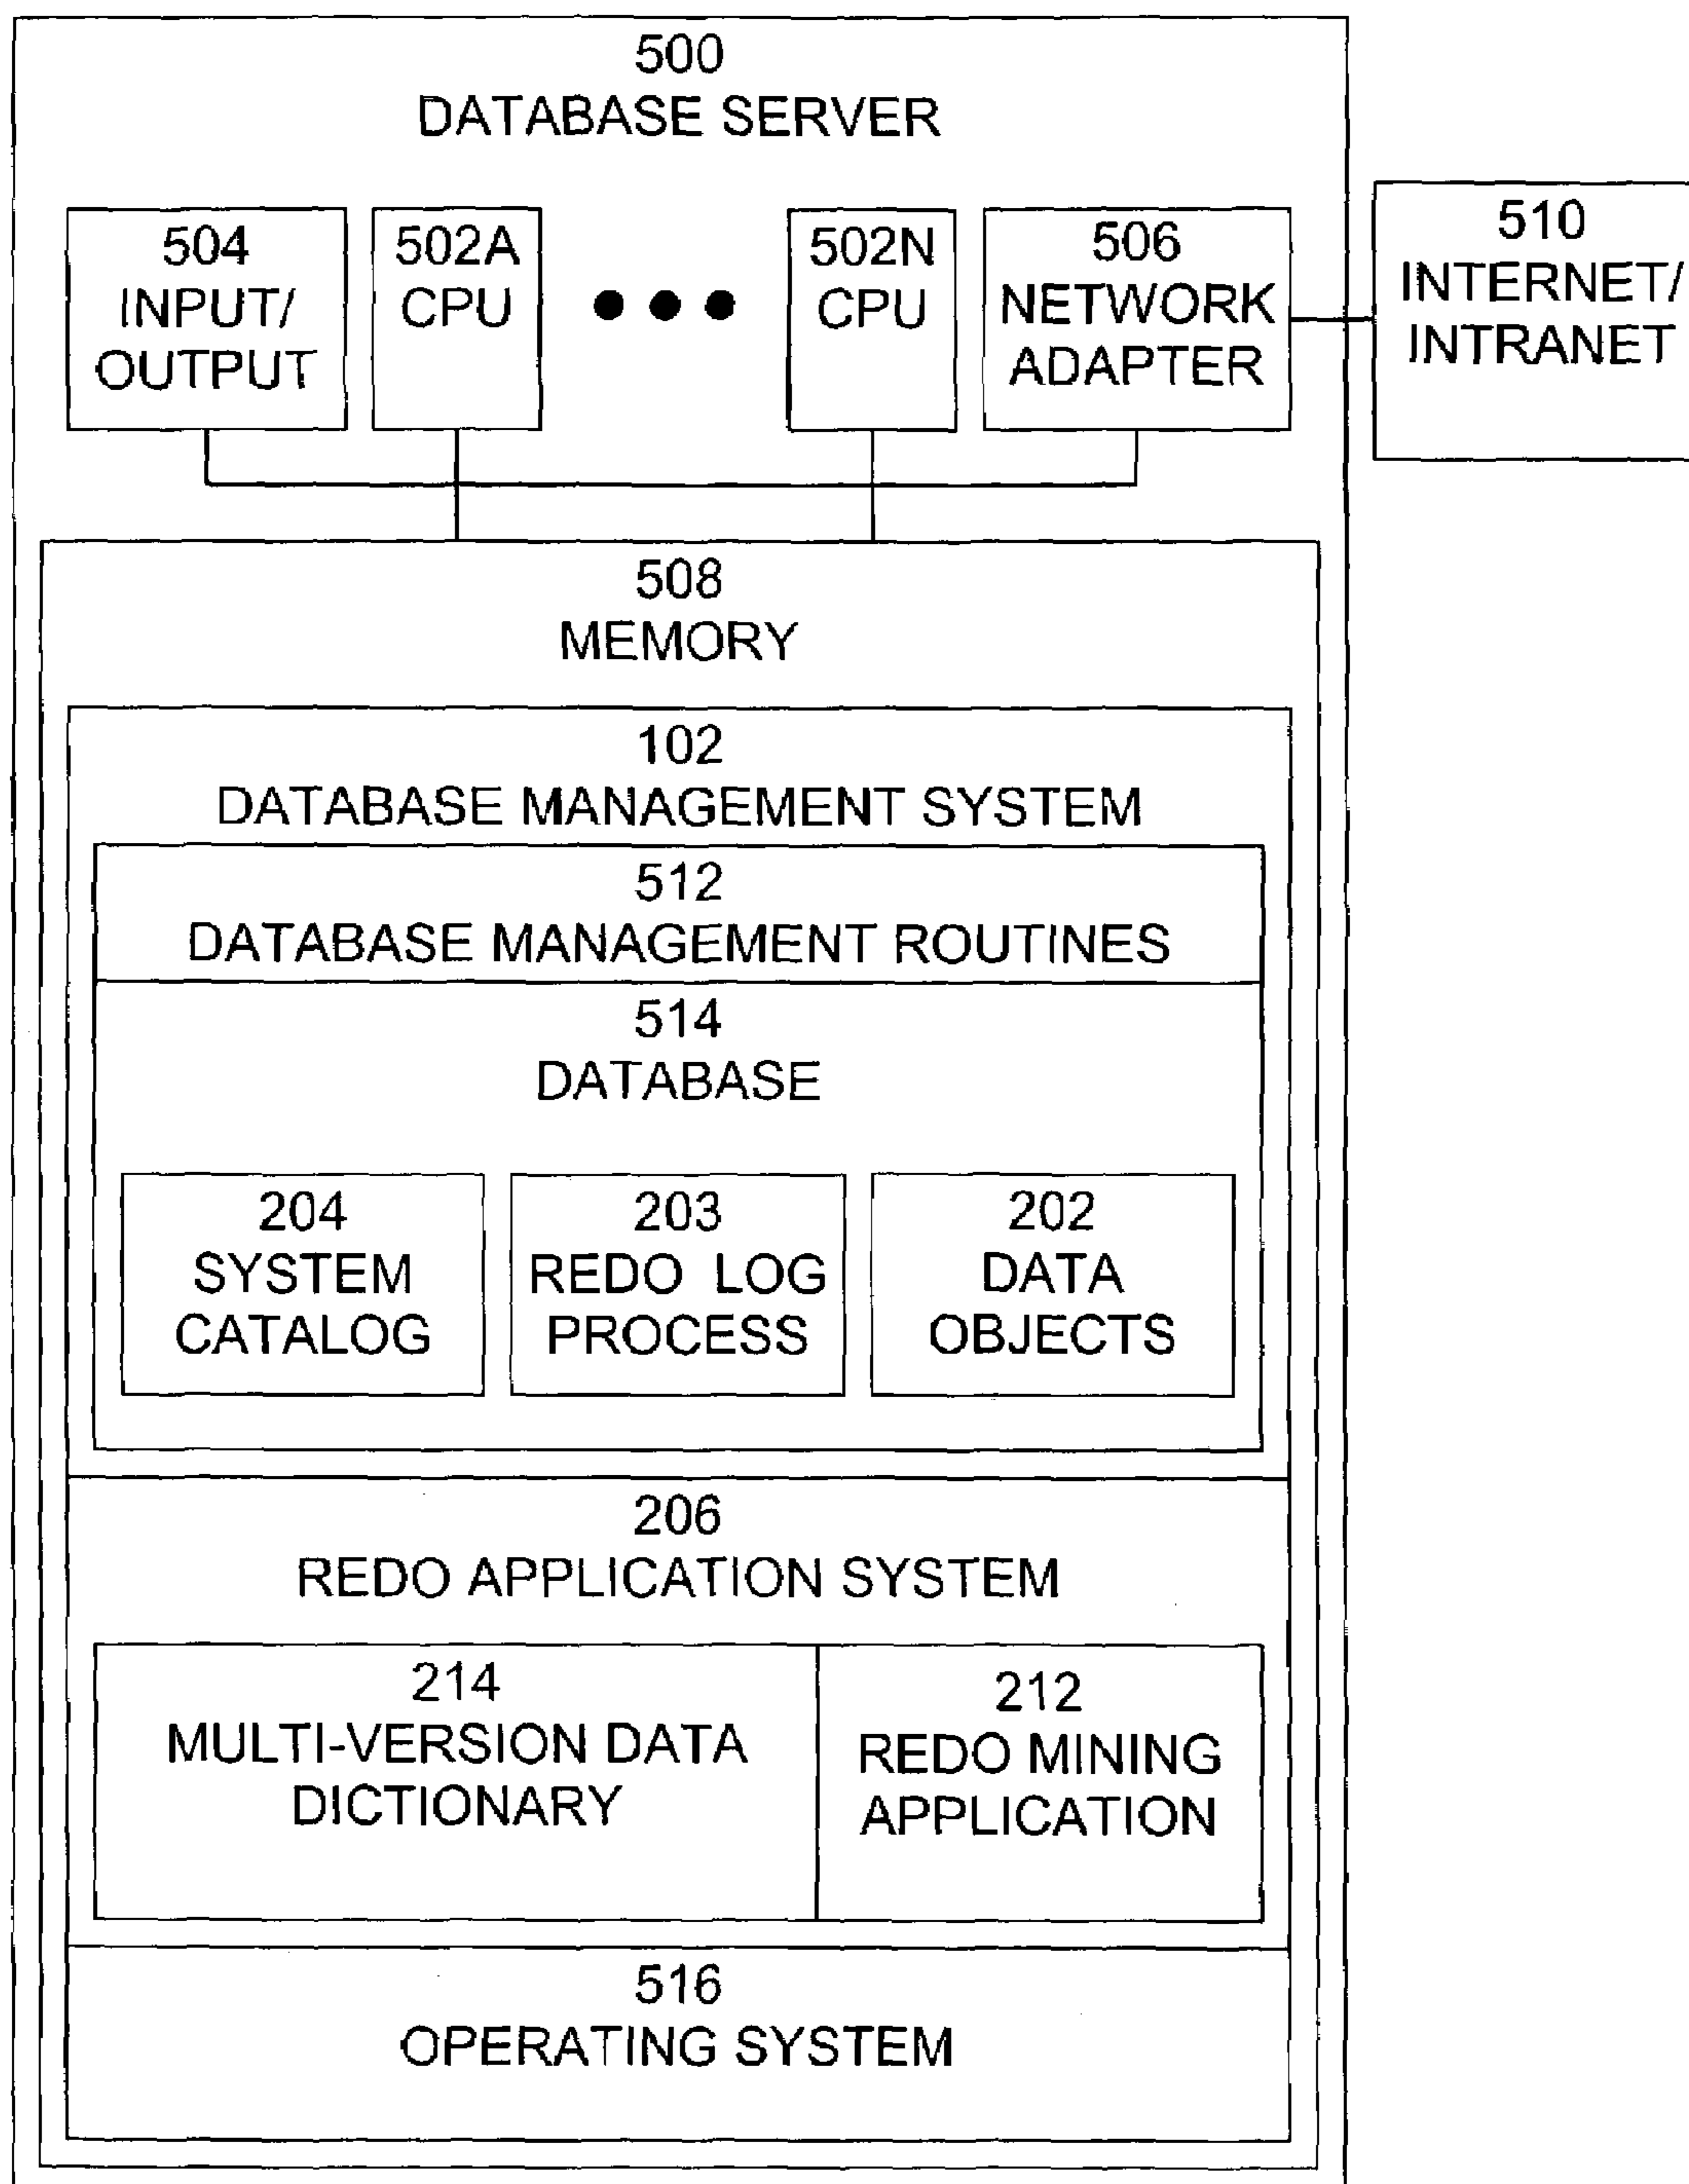 500
DATABASE SERVER
504
INPUT/
OUTPUT
502A
CPU
502N
CPU
506
NETWORK
ADAPTER
510
INTERNET/
INTRANET
508
MEMORY
102
DATABASE MANAGEMENT SYSTEM
512
DATABASE MANAGEMENT ROUTINES
514
DATABASE
204
SYSTEM
CATALOG
203
REDO LOG
PROCESS
202
DATA
OBJECTS
206
REDO APPLICATION SYSTEM
214
MULTI-VERSION DATA
DICTIONARY
212
REDO MINING
APPLICATION
516
OPERATING SYSTEM